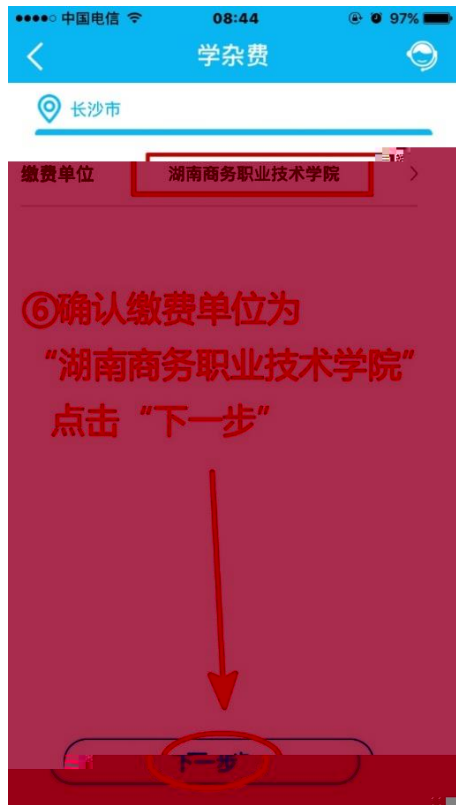 中国电信 08:44 97%
学杂费
长沙市
缴费单位 湖南商务职业技术学院
⑥确认缴费单位为
“湖南商务职业技术学院”
点击“下一步”
下一步